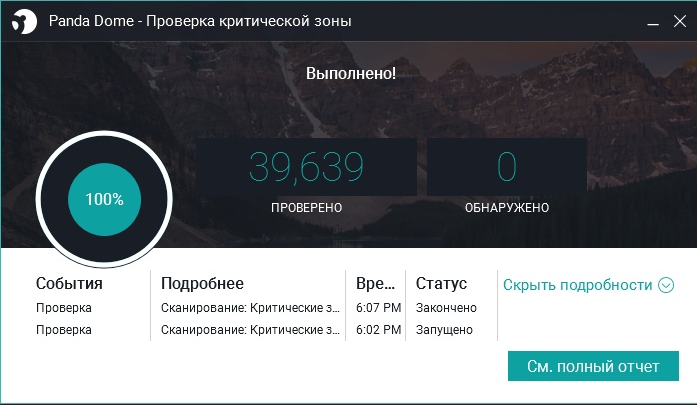 Panda Dome - Проверка критической зоны
Выполнено!
100%
39,639
ПРОВЕРЕНО
0
ОБНАРУЖЕНО
События Подробнее Вре... Статус Скрыть подробности
Проверка Сканирование: Критические з... 6:07 PM Закончено
Проверка Сканирование: Критические з... 6:02 PM Запущено
См. полный отчет